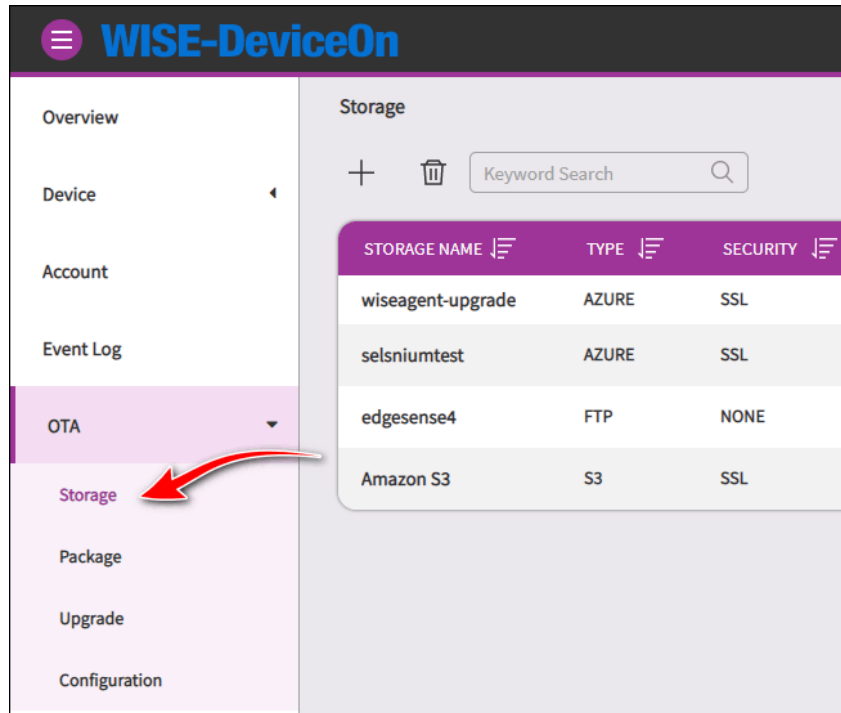 WISE-DeviceOn
Overview
Device
Account
Event Log
OTA
Storage
Package
Upgrade
Configuration
Storage
Keyword Search
STORAGE NAME TYPE SECURITY
wiseagent-upgrade AZURE SSL
selsniumtest AZURE SSL
edgesense4 FTP NONE
Amazon S3 S3 SSL